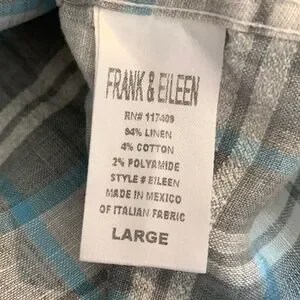 FRANK & EILEEN
RN# 117409
94% LINEN
4% COTTON
2% POLYAMIDE
STYLE # EILEEN
MADE IN MEXICO
OF ITALIAN FABRIC
LARGE